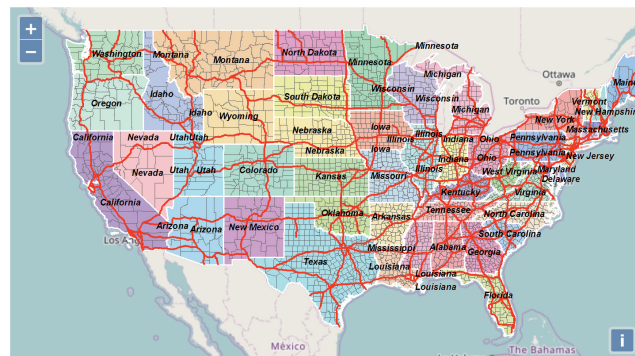 +
−
Washington
Montana
Montana
North Dakota
Minnesota
Minnesota
Michigan
Ottawa
Maine
Oregon
Idaho
Idaho
Wyoming
South Dakota
Wisconsin
Wisconsin
Michigan
Toronto
Vermont
New Hampshire
New York
Massachusetts
California
Nevada
Utah
Utah
Nebraska
Iowa
Illinois
Illinois
Indiana
Ohio
Pennsylvania
Nevada
Utah
Utah
Colorado
Nebraska
Iowa
Indiana
Ohio
Pennsylvania
New Jersey
Kansas
Missouri
Illinois
West Virginia
Maryland
Delaware
California
Kentucky
Virginia
Los Ang
Arizona
Arizona
New Mexico
Oklahoma
Arkansas
Tennessee
North Carolina
South Carolina
Texas
Mississippi
Alabama
Georgia
Louisiana
Louisiana
Louisiana
Florida
México
The Bahamas
i